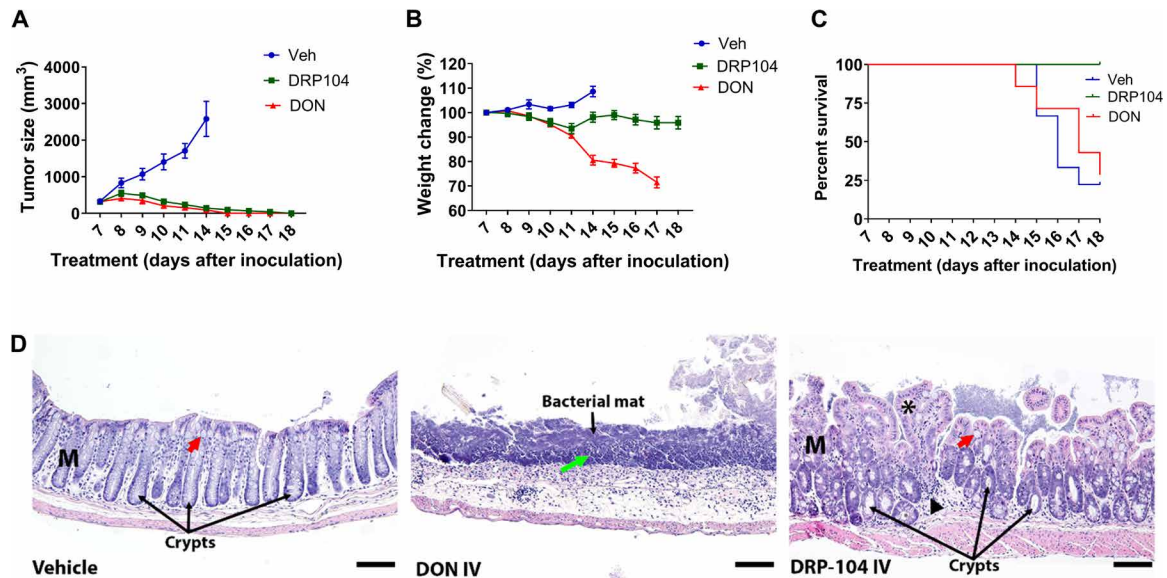 A
Veh
DRP104
DON
Tumor size (mm³)
4000
3000
2000
1000
0
7 8 9 10 11 14 15 16 17 18
Treatment (days after inoculation)
B
Veh
DRP104
DON
Weight change (%)
120
110
100
90
80
70
60
7 8 9 10 11 14 15 16 17 18
Treatment (days after inoculation)
C
Veh
DRP104
DON
Percent survival
100
75
50
25
0
7 8 9 10 11 12 13 14 15 16 17 18
Treatment (days after inoculation)
D
M
Crypts
Vehicle
Bacterial mat
DON IV
*
M
Crypts
DRP-104 IV